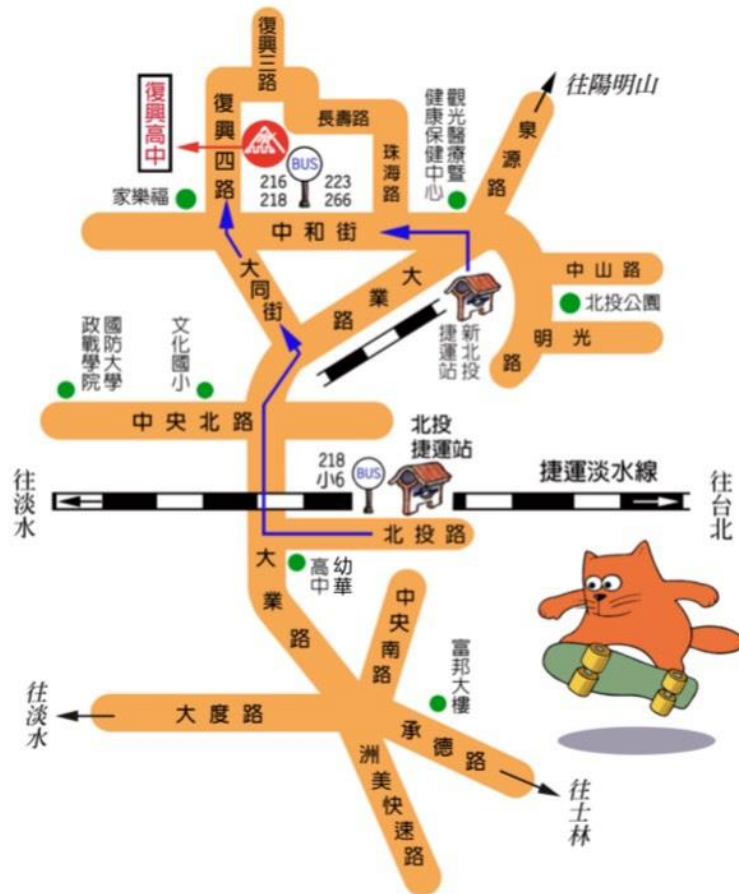 復興三路
復興高中
復興四路
長壽路
珠海路
觀光醫療暨
健康保健中心
往陽明山
泉源路
BUS
216 223
218 266
家樂福
中和街
大同街
大業路
新北投
捷運站
中山路
北投公園
光明路
國防大學
政戰學院
文化國小
中央北路
北投
捷運站
218
小6
BUS
捷運淡水線
往淡水
往台北
北投路
幼華
高中
大業路
中央南路
富邦大樓
往淡水
大度路
承德路
洲美快速路
往士林